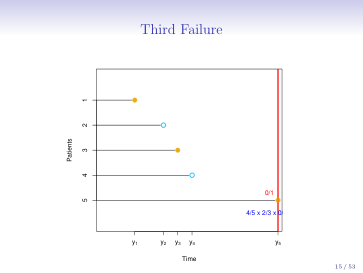 Third Failure
Patients
1
2
3
4
5
0/1
4/5 x 2/3 x 0/
y₁ y₂ y₃ y₄ y₅
Time
15 / 53